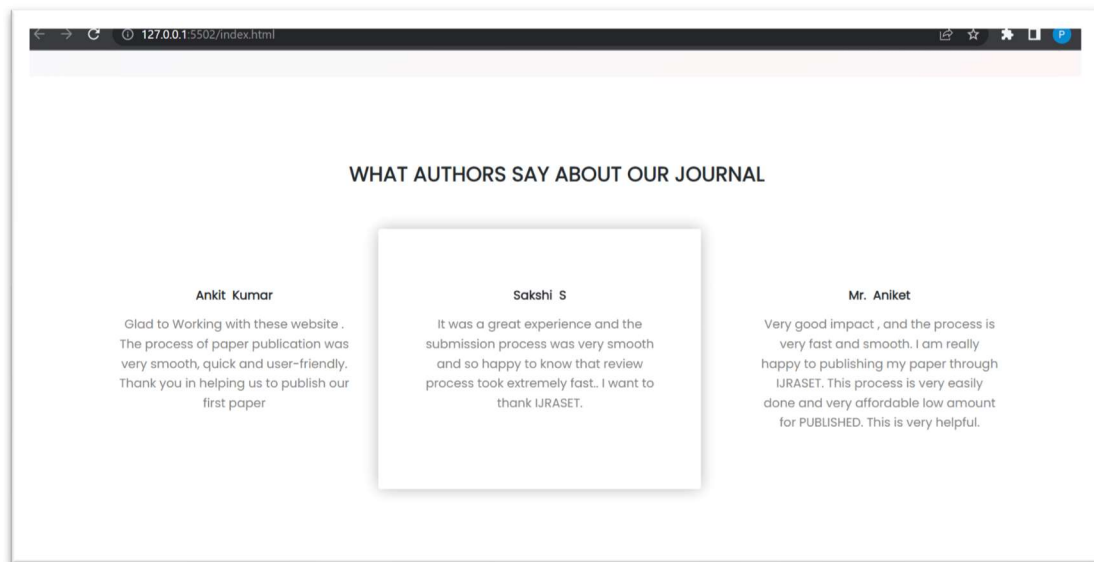 127.0.0.1:5502/index.html
P
WHAT AUTHORS SAY ABOUT OUR JOURNAL
Ankit Kumar
Glad to Working with these website .
The process of paper publication was
very smooth, quick and user-friendly.
Thank you in helping us to publish our
first paper
Sakshi S
It was a great experience and the
submission process was very smooth
and so happy to know that review
process took extremely fast.. I want to
thank IJRASET.
Mr. Aniket
Very good impact , and the process is
very fast and smooth. I am really
happy to publishing my paper through
IJRASET. This process is very easily
done and very affordable low amount
for PUBLISHED. This is very helpful.